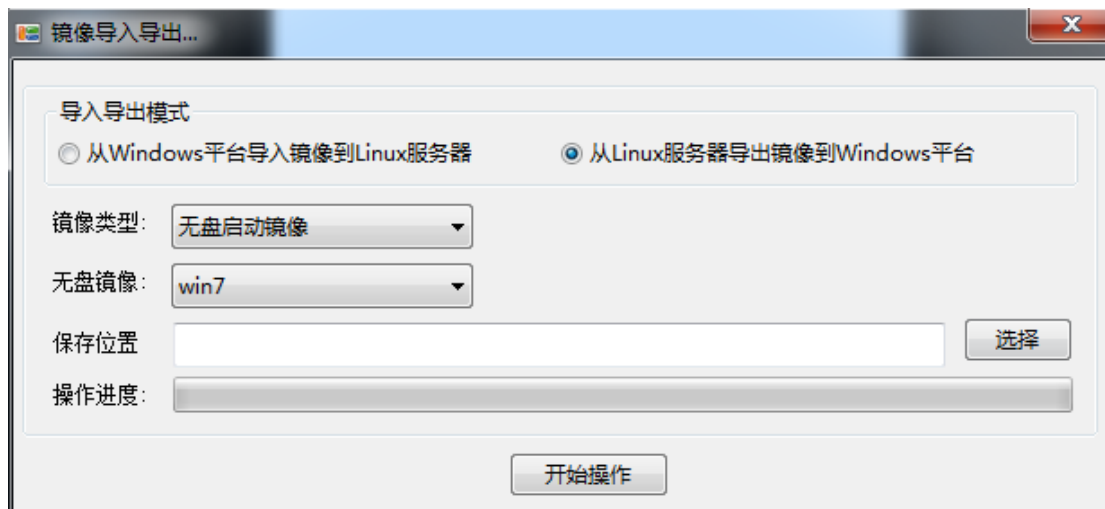 镜像导入导出...
导入导出模式
从Windows平台导入镜像到Linux服务器 从Linux服务器导出镜像到Windows平台
镜像类型: 无盘启动镜像
无盘镜像: win7
保存位置 选择
操作进度:
开始操作